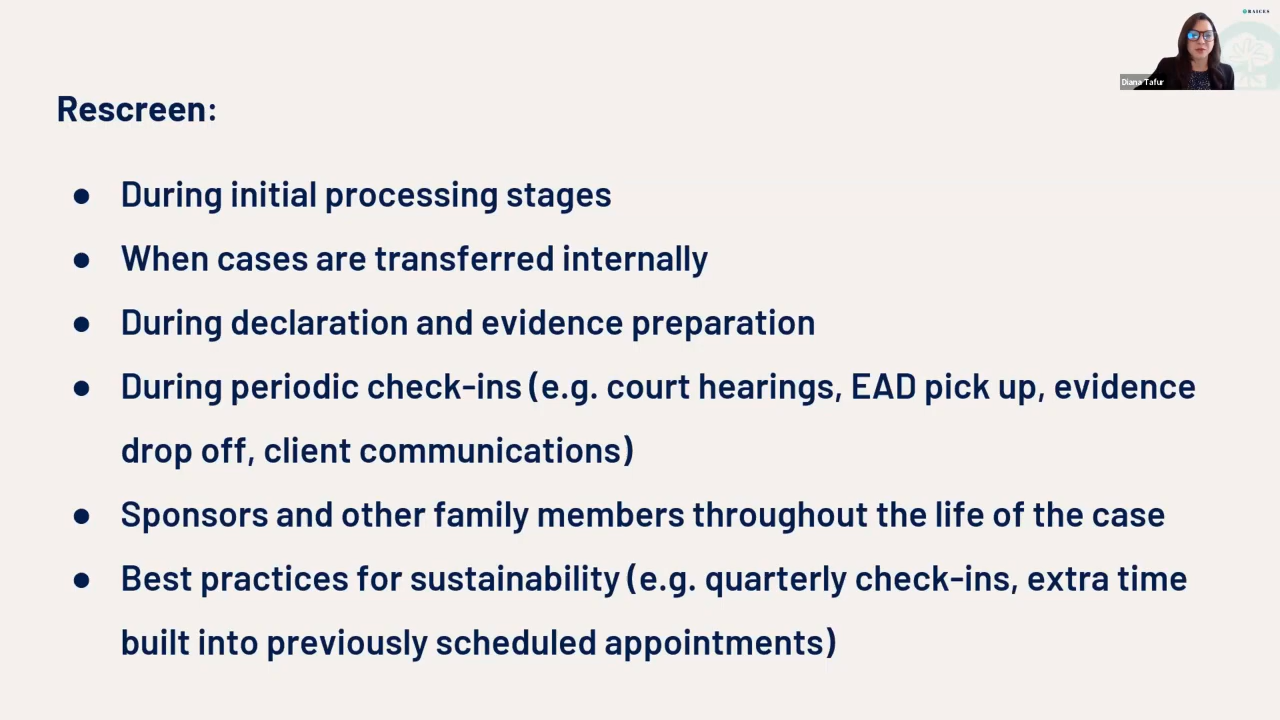 RAICES
Diana Tafur
Rescreen:
● During initial processing stages
● When cases are transferred internally
● During declaration and evidence preparation
● During periodic check-ins (e.g. court hearings, EAD pick up, evidence
drop off, client communications)
● Sponsors and other family members throughout the life of the case
● Best practices for sustainability (e.g. quarterly check-ins, extra time
built into previously scheduled appointments)